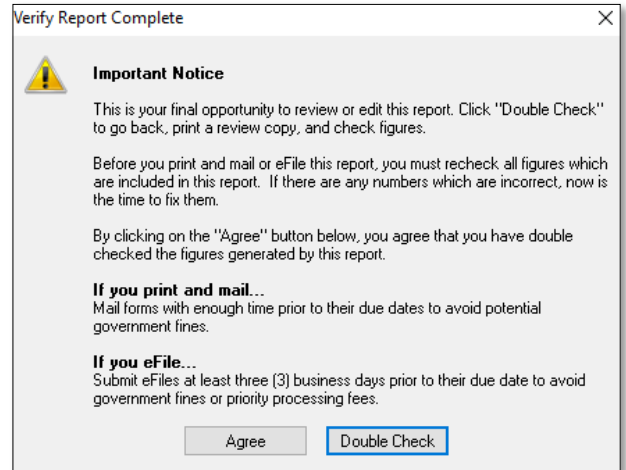 Verify Report Complete
Important Notice
This is your final opportunity to review or edit this report. Click "Double Check"
to go back, print a review copy, and check figures.
Before you print and mail or eFile this report, you must recheck all figures which
are included in this report.  If there are any numbers which are incorrect, now is
the time to fix them.
By clicking on the "Agree" button below, you agree that you have double
checked the figures generated by this report.
If you print and mail...
Mail forms with enough time prior to their due dates to avoid potential
government fines.
If you eFile...
Submit eFiles at least three (3) business days prior to their due date to avoid
government fines or priority processing fees.
Agree Double Check